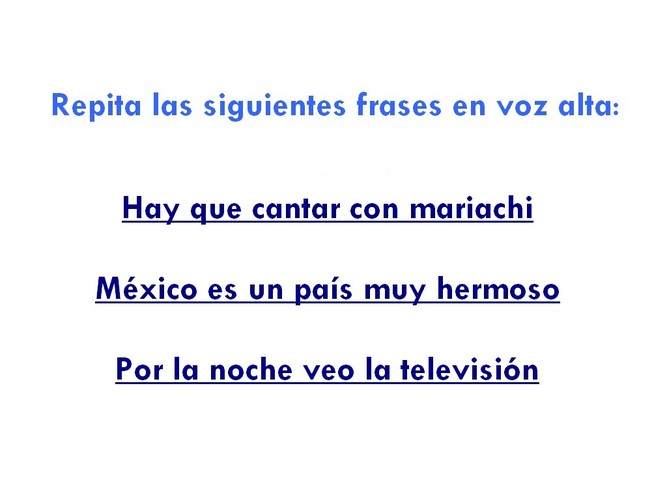 Repita las siguientes frases en voz alta:
Hay que cantar con mariachi
México es un país muy hermoso
Por la noche veo la televisión